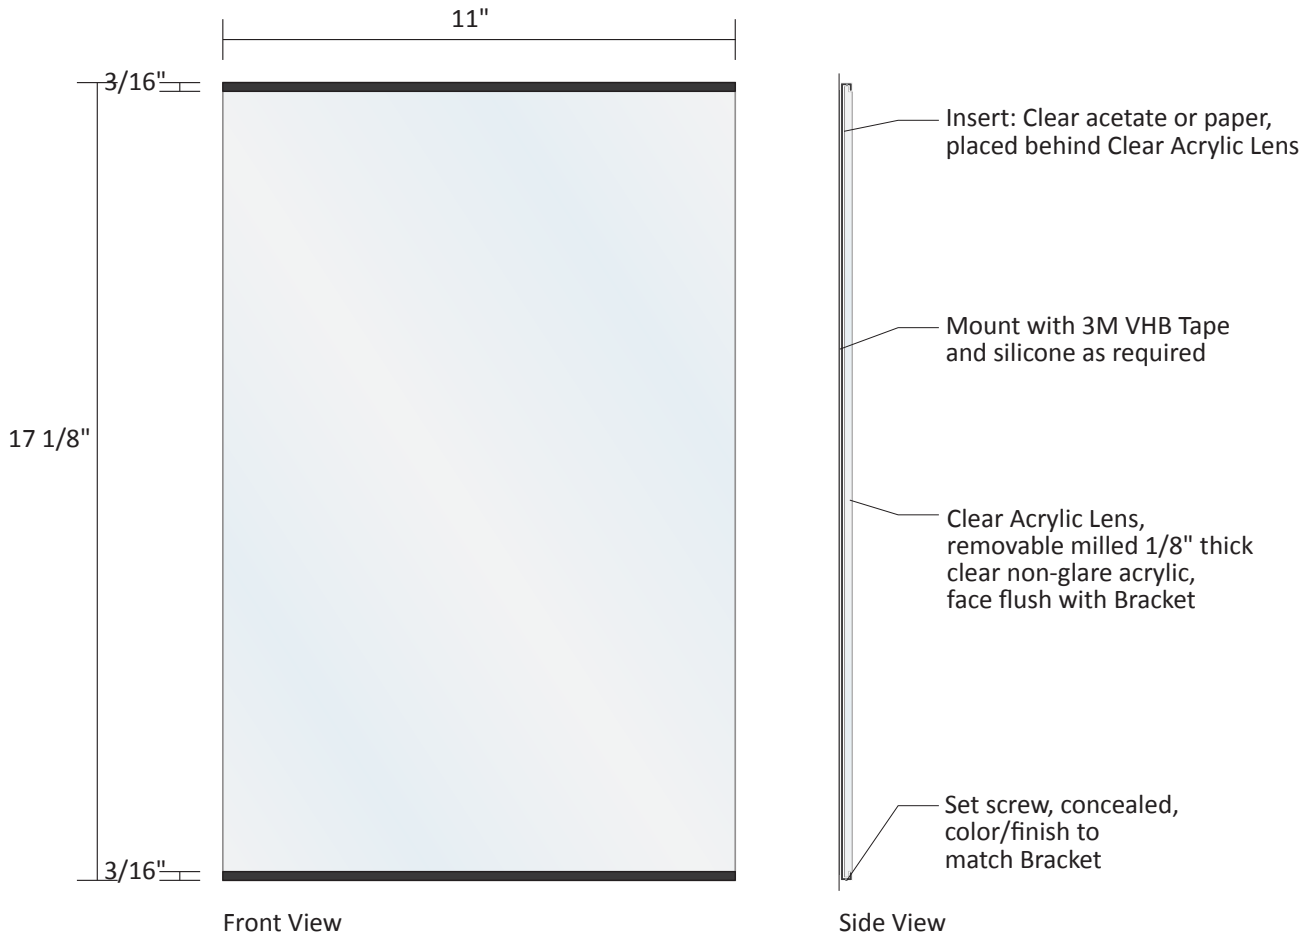 11"
3/16"
Insert: Clear acetate or paper,
placed behind Clear Acrylic Lens
Mount with 3M VHB Tape
and silicone as required
17 1/8"
Clear Acrylic Lens,
removable milled 1/8" thick
clear non-glare acrylic,
face flush with Bracket
Set screw, concealed,
color/finish to
match Bracket
3/16"
Front View
Side View